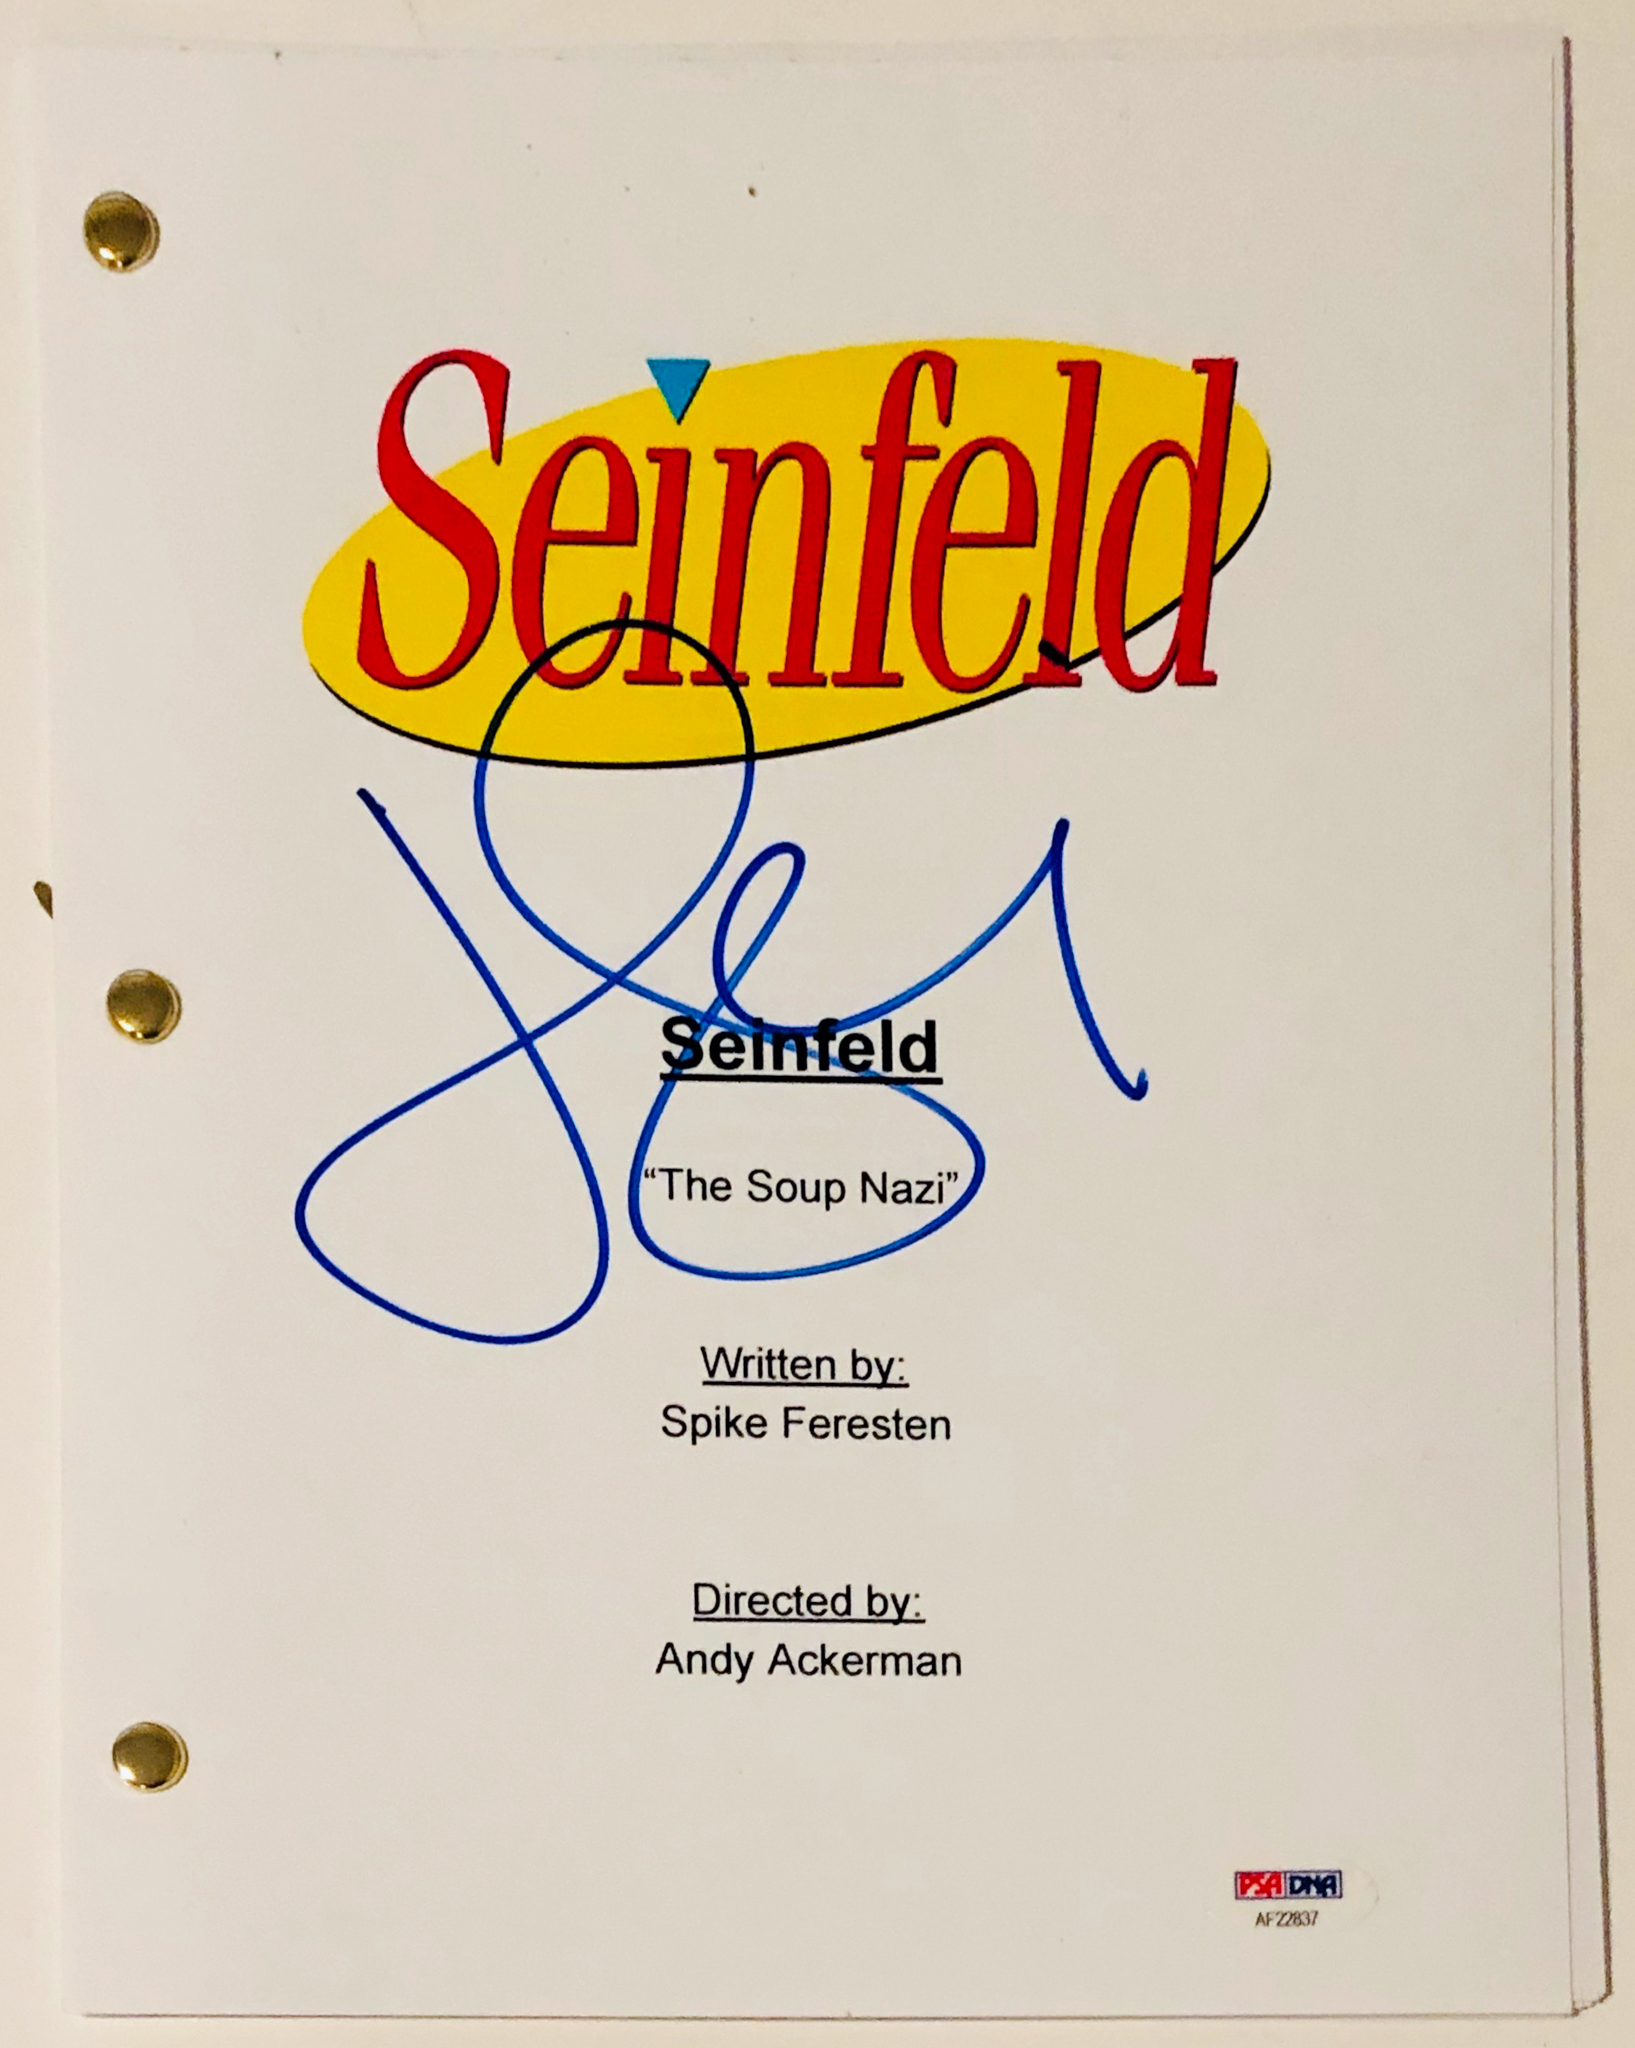 Seinfeld
Seinfeld
“The Soup Nazi”
Written by:
Spike Feresten
Directed by:
Andy Ackerman
PSA DNA
AF22837